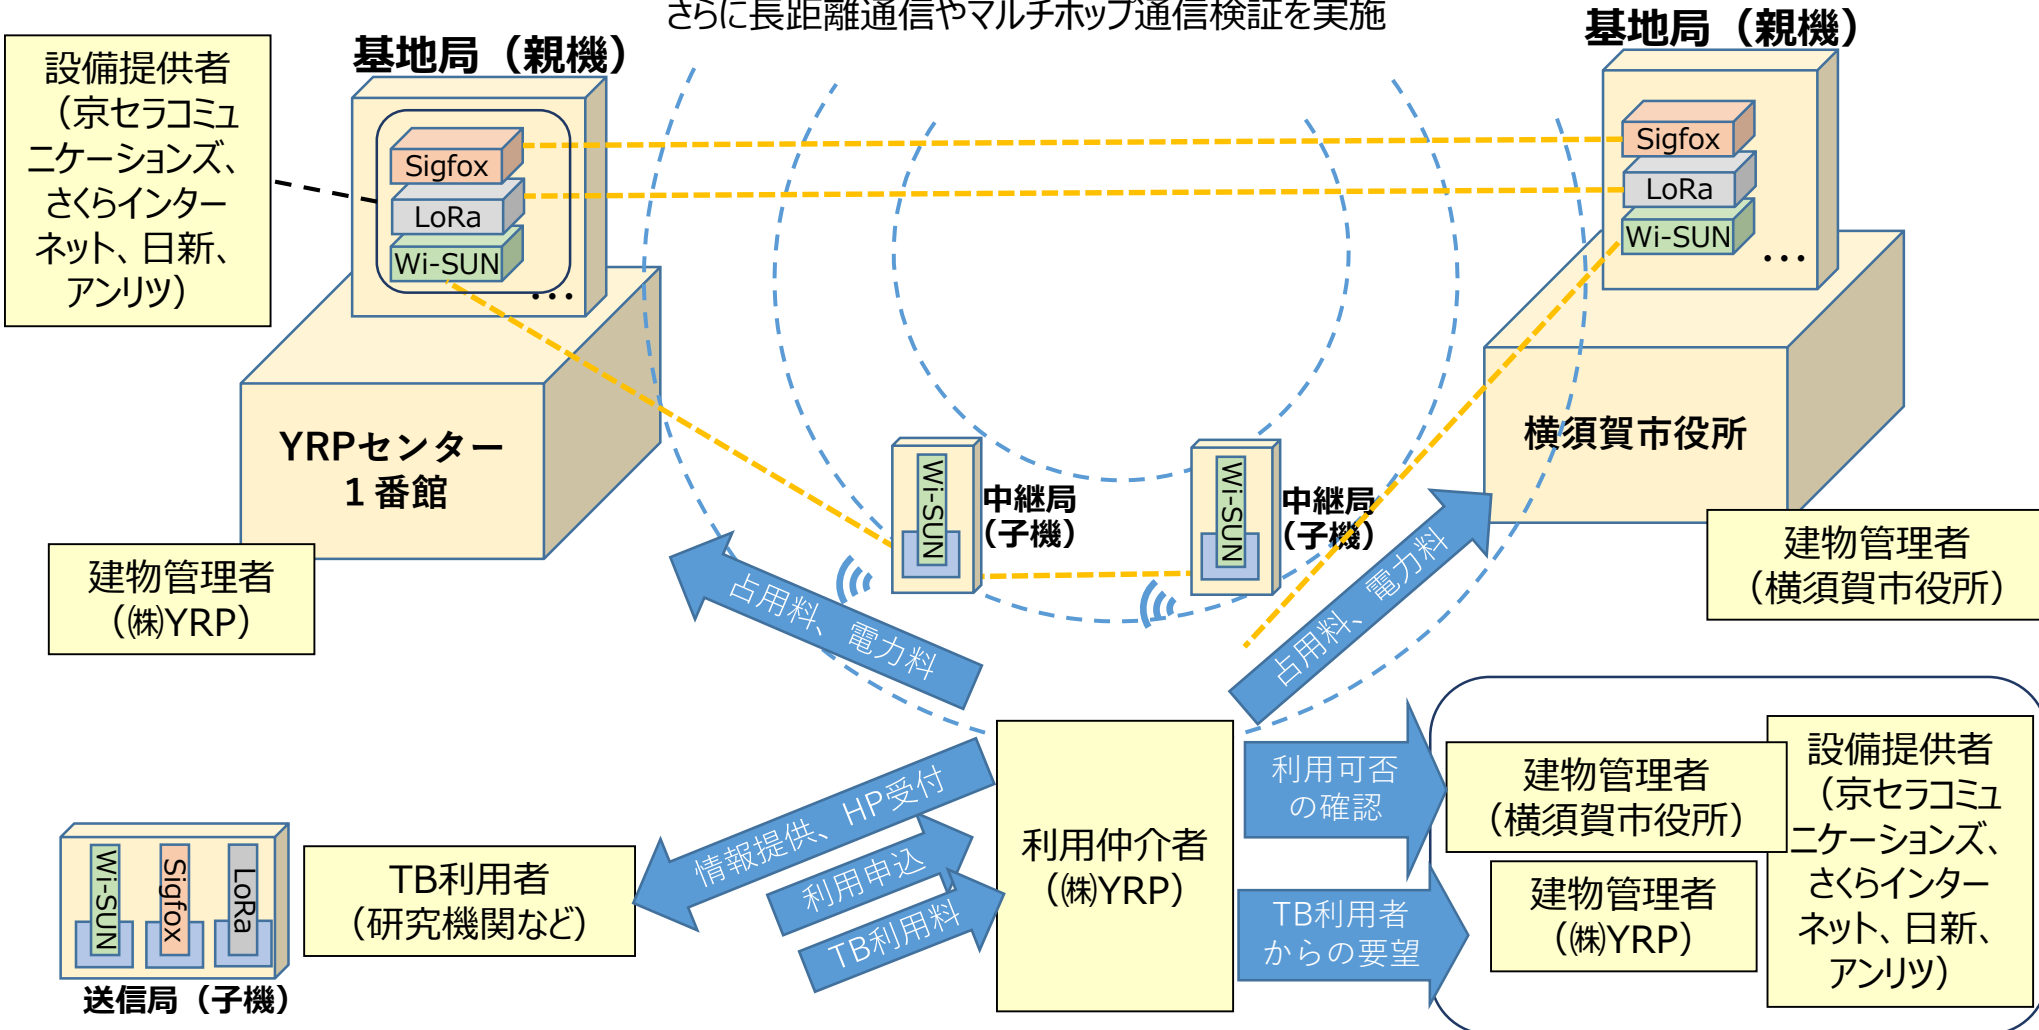 さらに長距離通信やマルチホップ通信検証を実施
基地局（親機）
基地局（親機）
設備提供者
（京セラコミュ
ニケーションズ、
さくらインター
ネット、日新、
アンリツ）
Sigfox
LoRa
Wi-SUN
...
Sigfox
LoRa
Wi-SUN
...
YRPセンター
１番館
横須賀市役所
Wi-SUN
中継局
（子機）
Wi-SUN
中継局
（子機）
建物管理者
（㈱YRP）
建物管理者
（横須賀市役所）
占用料、電力料
占用料、電力料
情報提供、HP受付
利用申込
TB利用料
利用仲介者
（㈱YRP）
利用可否
の確認
TB利用者
からの要望
建物管理者
（横須賀市役所）
建物管理者
（㈱YRP）
設備提供者
（京セラコミュ
ニケーションズ、
さくらインター
ネット、日新、
アンリツ）
Wi-SUN
Sigfox
LoRa
送信局（子機）
TB利用者
（研究機関など）